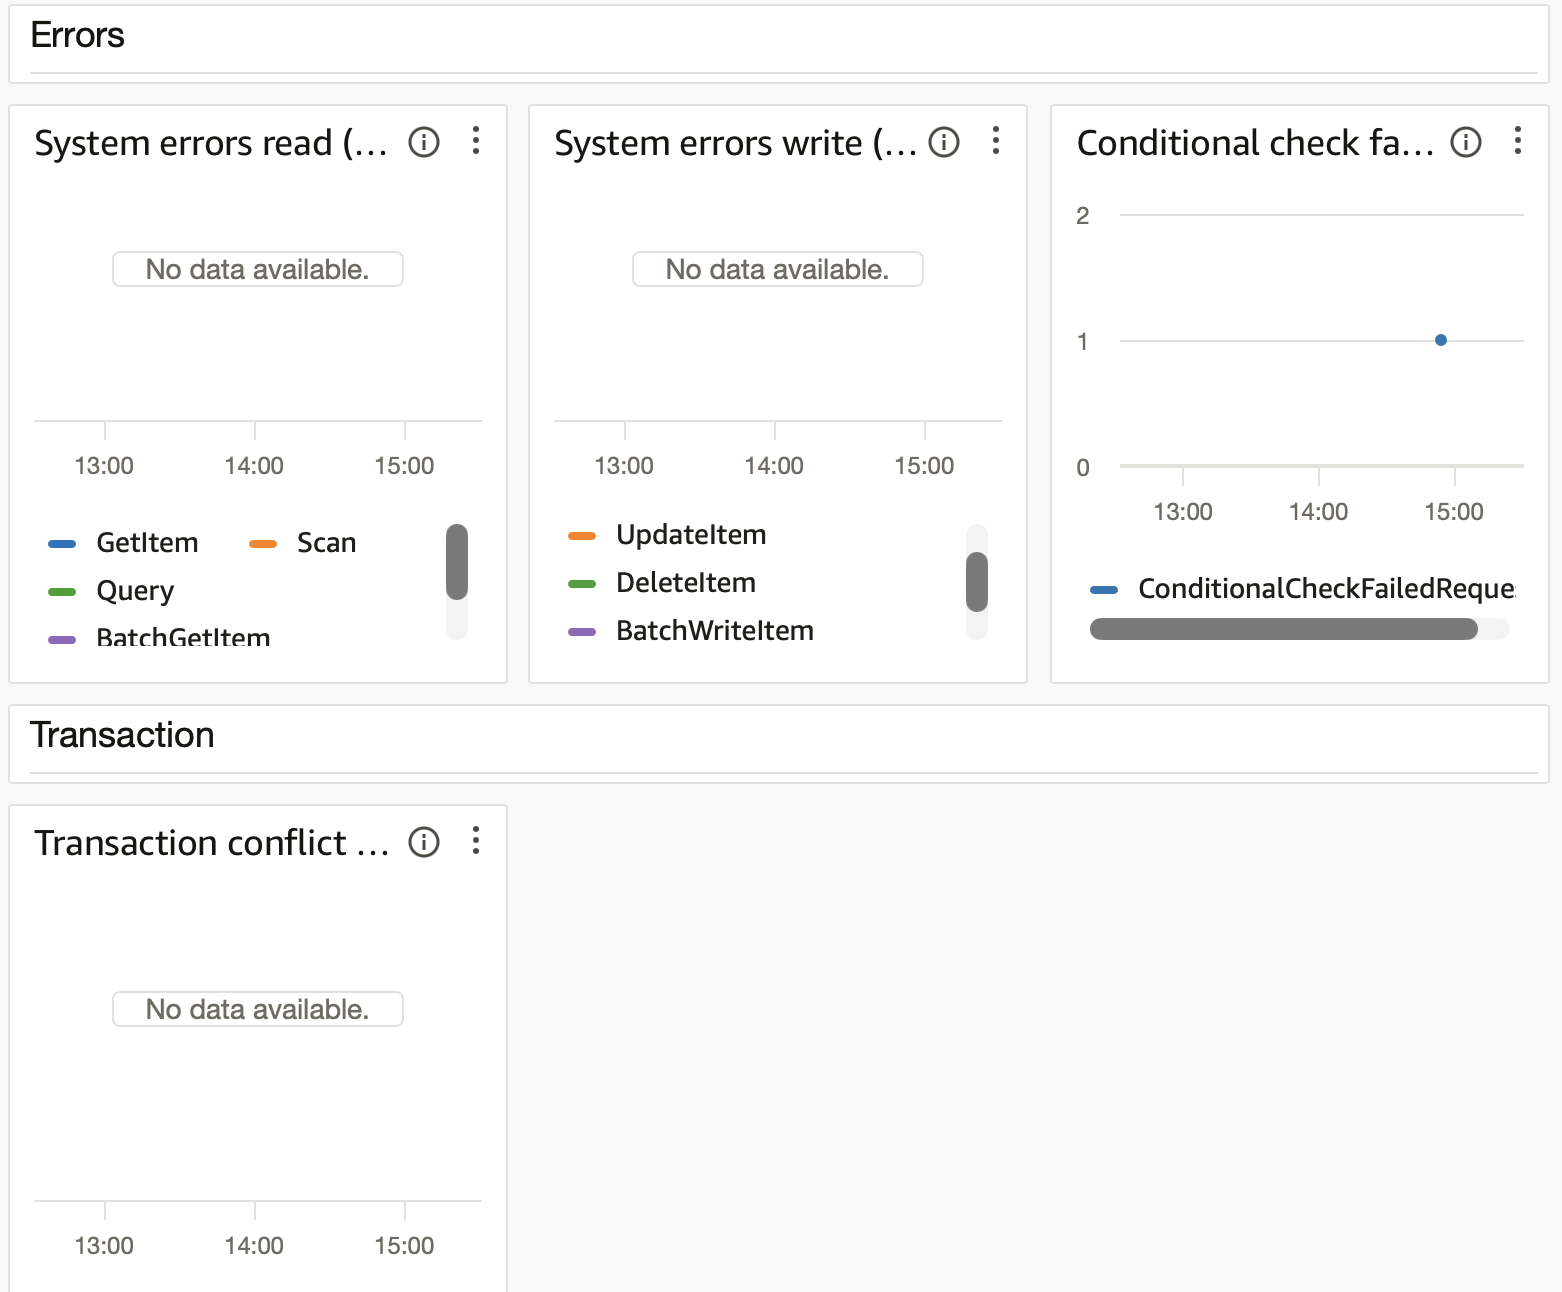 Errors
System errors read (...
No data available.
13:00 14:00 15:00
GetItem Scan
Query
BatchGetItem
System errors write (...
No data available.
13:00 14:00 15:00
UpdateItem
DeleteItem
BatchWriteItem
Conditional check fa...
2
1
0
13:00 14:00 15:00
ConditionalCheckFailedReque
Transaction
Transaction conflict ...
No data available.
13:00 14:00 15:00